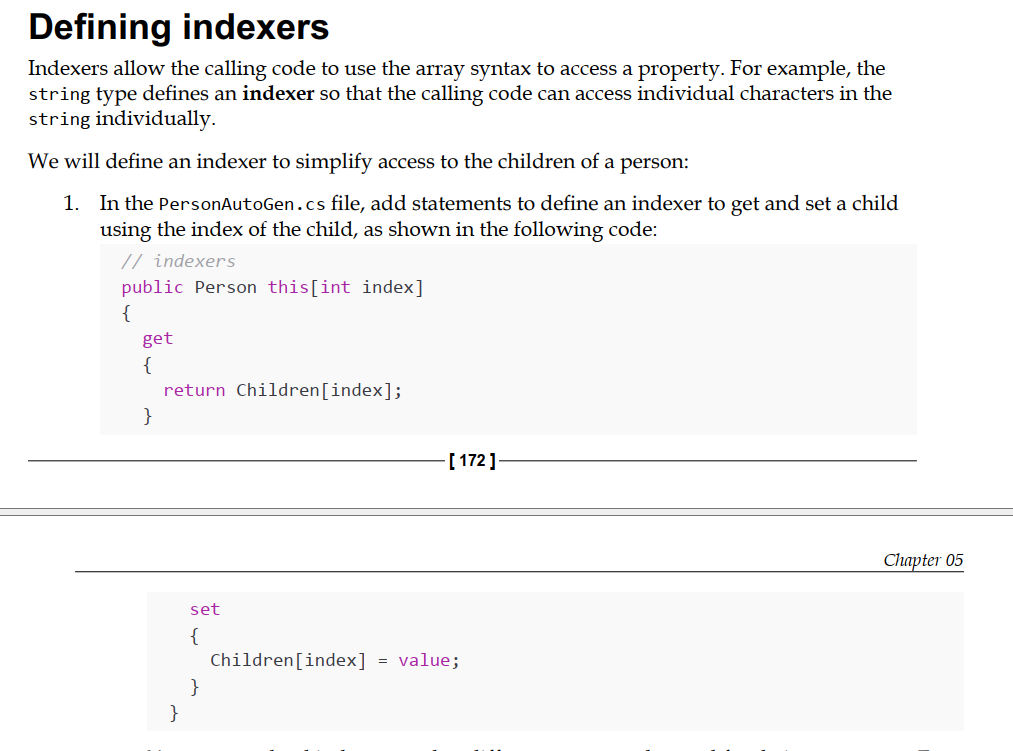 Defining indexers
Indexers allow the calling code to use the array syntax to access a property. For example, the
string type defines an indexer so that the calling code can access individual characters in the
string individually.
We will define an indexer to simplify access to the children of a person:
1. In the PersonAutoGen.cs file, add statements to define an indexer to get and set a child
using the index of the child, as shown in the following code:
// indexers
public Person this[int index]
{
get
{
return Children[index];
}
[ 172 ]
Chapter 05
set
{
Children[index] = value;
}
}